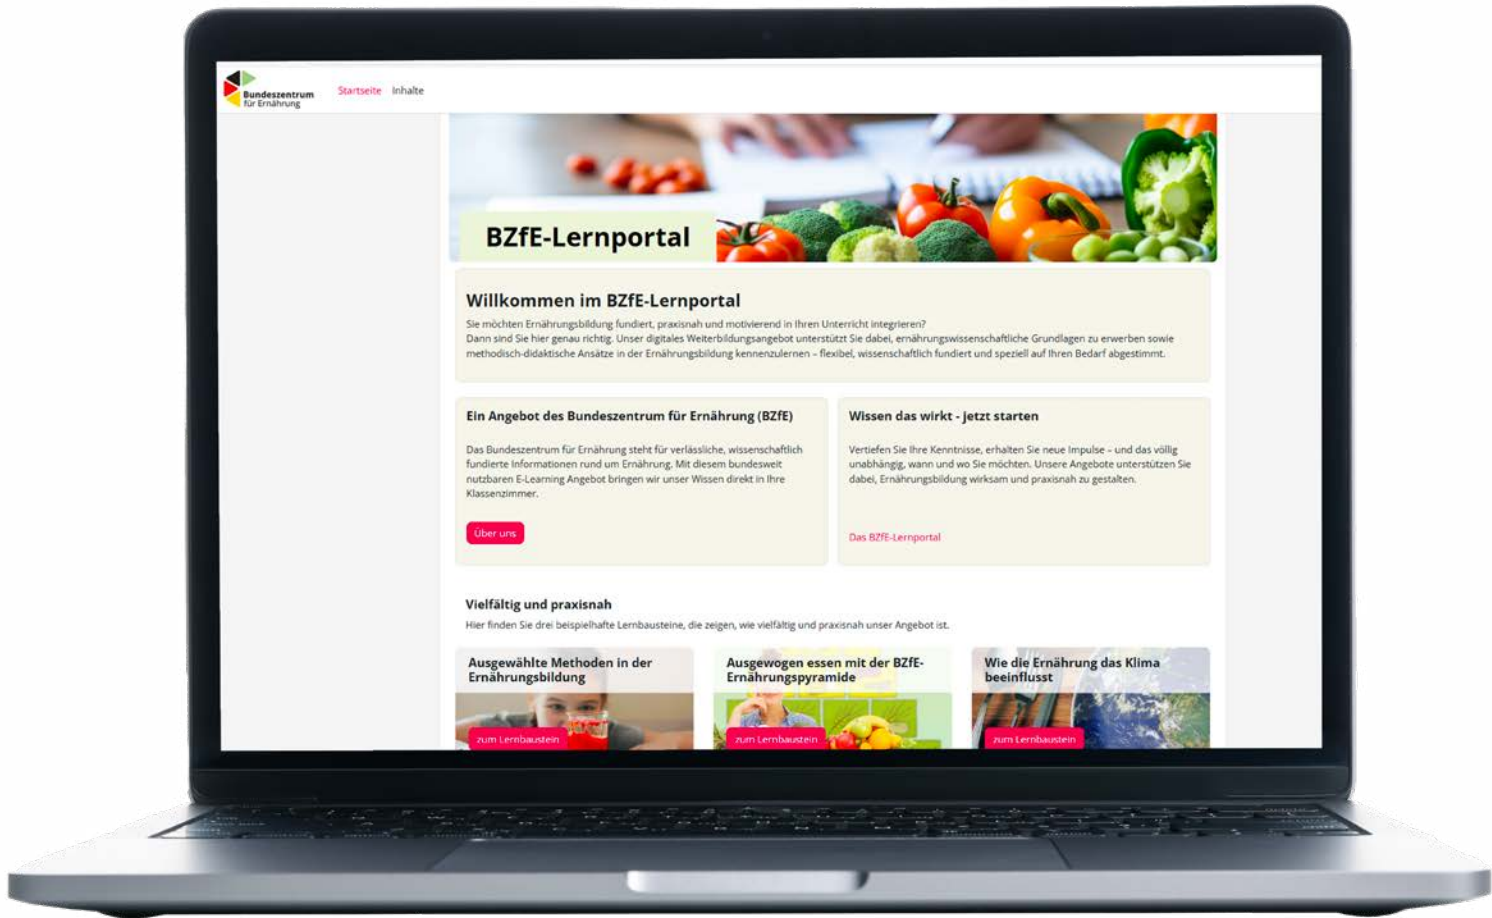 Bundeszentrum
für Ernährung
Startseite Inhalte
BZfE-Lernportal
Willkommen im BZfE-Lernportal
Sie möchten Ernährungsbildung fundiert, praxisnah und motivierend in Ihren Unterricht integrieren?
Dann sind Sie hier genau richtig. Unser digitales Weiterbildungsangebot unterstützt Sie dabei, ernährungswissenschaftliche Grundlagen zu erwerben sowie
methodisch-didaktische Ansätze in der Ernährungsbildung kennenzulernen – flexibel, wissenschaftlich fundiert und speziell auf Ihren Bedarf abgestimmt.
Ein Angebot des Bundeszentrum für Ernährung (BZfE)
Das Bundeszentrum für Ernährung steht für verlässliche, wissenschaftlich
fundierte Informationen rund um Ernährung. Mit diesem bundesweit
nutzbaren E-Learning Angebot bringen wir unser Wissen direkt in Ihre
Klassenzimmer.
Über uns
Wissen das wirkt - jetzt starten
Vertiefen Sie Ihre Kenntnisse, erhalten Sie neue Impulse – und das völlig
unabhängig, wann und wo Sie möchten. Unsere Angebote unterstützen Sie
dabei, Ernährungsbildung wirksam und praxisnah zu gestalten.
Das BZfE-Lernportal
Vielfältig und praxisnah
Hier finden Sie drei beispielhafte Lernbausteine, die zeigen, wie vielfältig und praxisnah unser Angebot ist.
Ausgewählte Methoden in der
Ernährungsbildung
zum Lernbaustein
Ausgewogen essen mit der BZfE-
Ernährungspyramide
zum Lernbaustein
Wie die Ernährung das Klima
beeinflusst
zum Lernbaustein